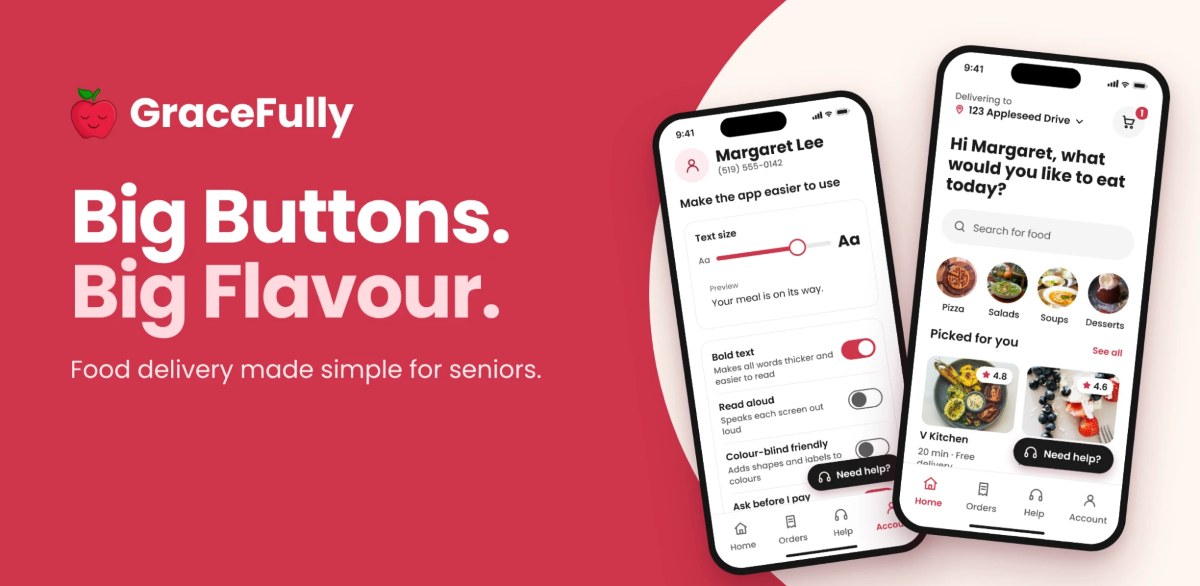 GraceFully
Big Buttons.
Big Flavour.
Food delivery made simple for seniors.
9:41
Margaret Lee
(519) 555-0142
Make the app easier to use
Text size
Aa
Aa
Preview
Your meal is on its way.
Bold text
Makes all words thicker and
easier to read
Read aloud
Speaks each screen out
loud
Colour-blind friendly
Adds shapes and labels to
colours
Need help?
Ask before I pay
Home
Orders
Help
Accou
9:41
Delivering to
123 Appleseed Drive
1
Hi Margaret, what
would you like to eat
today?
Search for food
Pizza
Salads
Soups
Desserts
Picked for you
See all
4.8
4.6
V Kitchen
20 min · Free
delivery
Need help?
Home
Orders
Help
Account